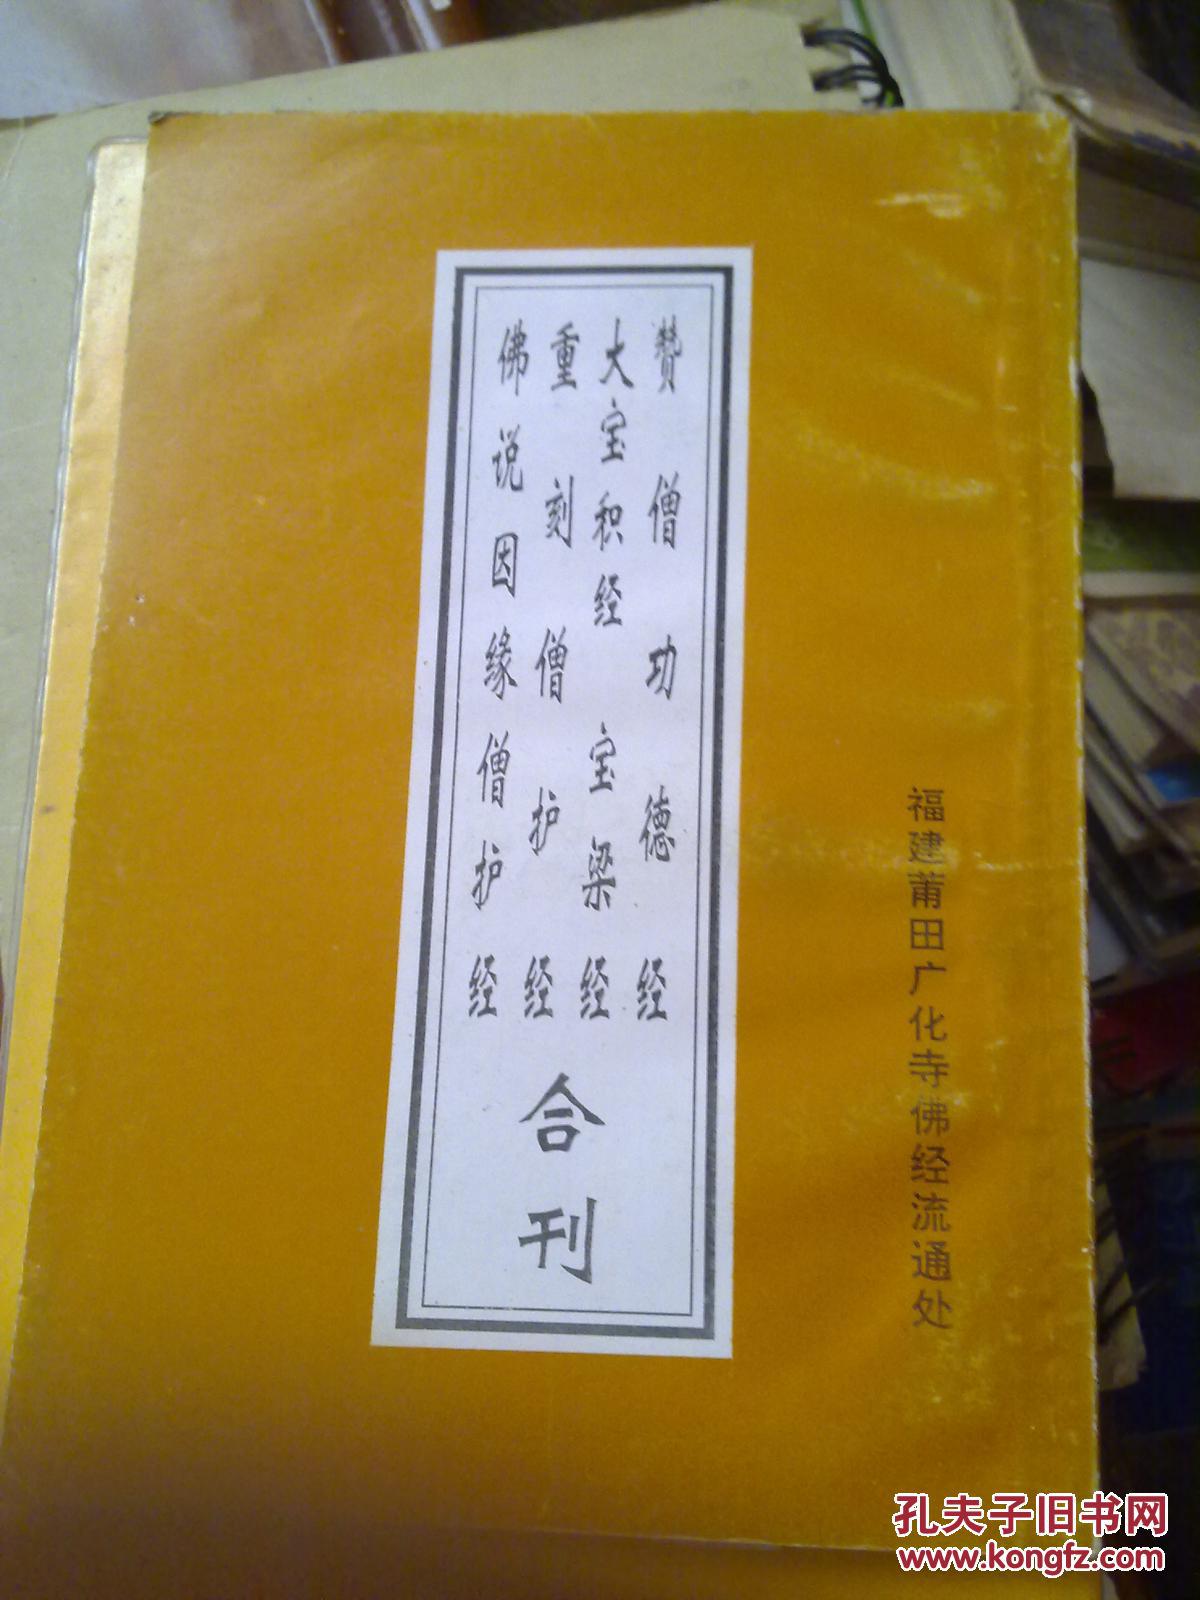 赞僧功德经
大宝积经宝梁经
重刻僧护经
佛说因缘僧护经
合刊
福建莆田广化寺佛经流通处
孔夫子旧书网
www.kongfz.com